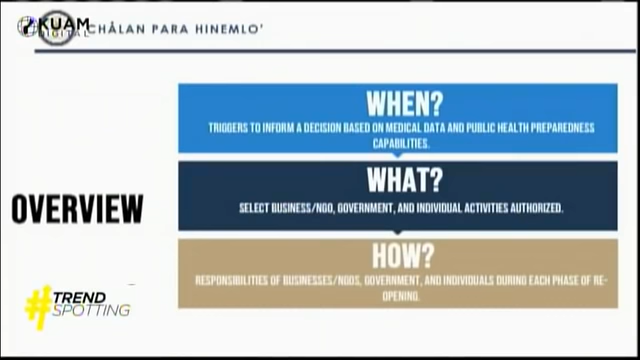 KUAM
DIGITAL
CHÅLAN PARA HINEMLO'
WHEN?
TRIGGERS TO INFORM A DECISION BASED ON MEDICAL DATA AND PUBLIC HEALTH PREPAREDNESS
CAPABILITIES.
WHAT?
SELECT BUSINESS/NGO, GOVERNMENT, AND INDIVIDUAL ACTIVITIES AUTHORIZED.
OVERVIEW
HOW?
RESPONSIBILITIES OF BUSINESSES/NGOS, GOVERNMENT, AND INDIVIDUALS DURING EACH PHASE OF RE-
OPENING.
#TREND
SPOTTING